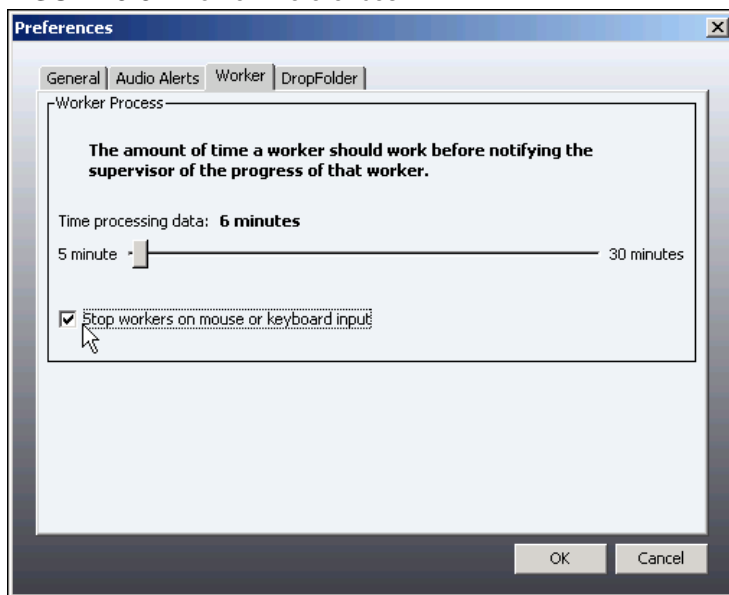 Preferences
General
Audio Alerts
Worker
DropFolder
Worker Process
The amount of time a worker should work before notifying the
supervisor of the progress of that worker.
Time processing data: 6 minutes
5 minute
30 minutes
Stop workers on mouse or keyboard input
OK
Cancel